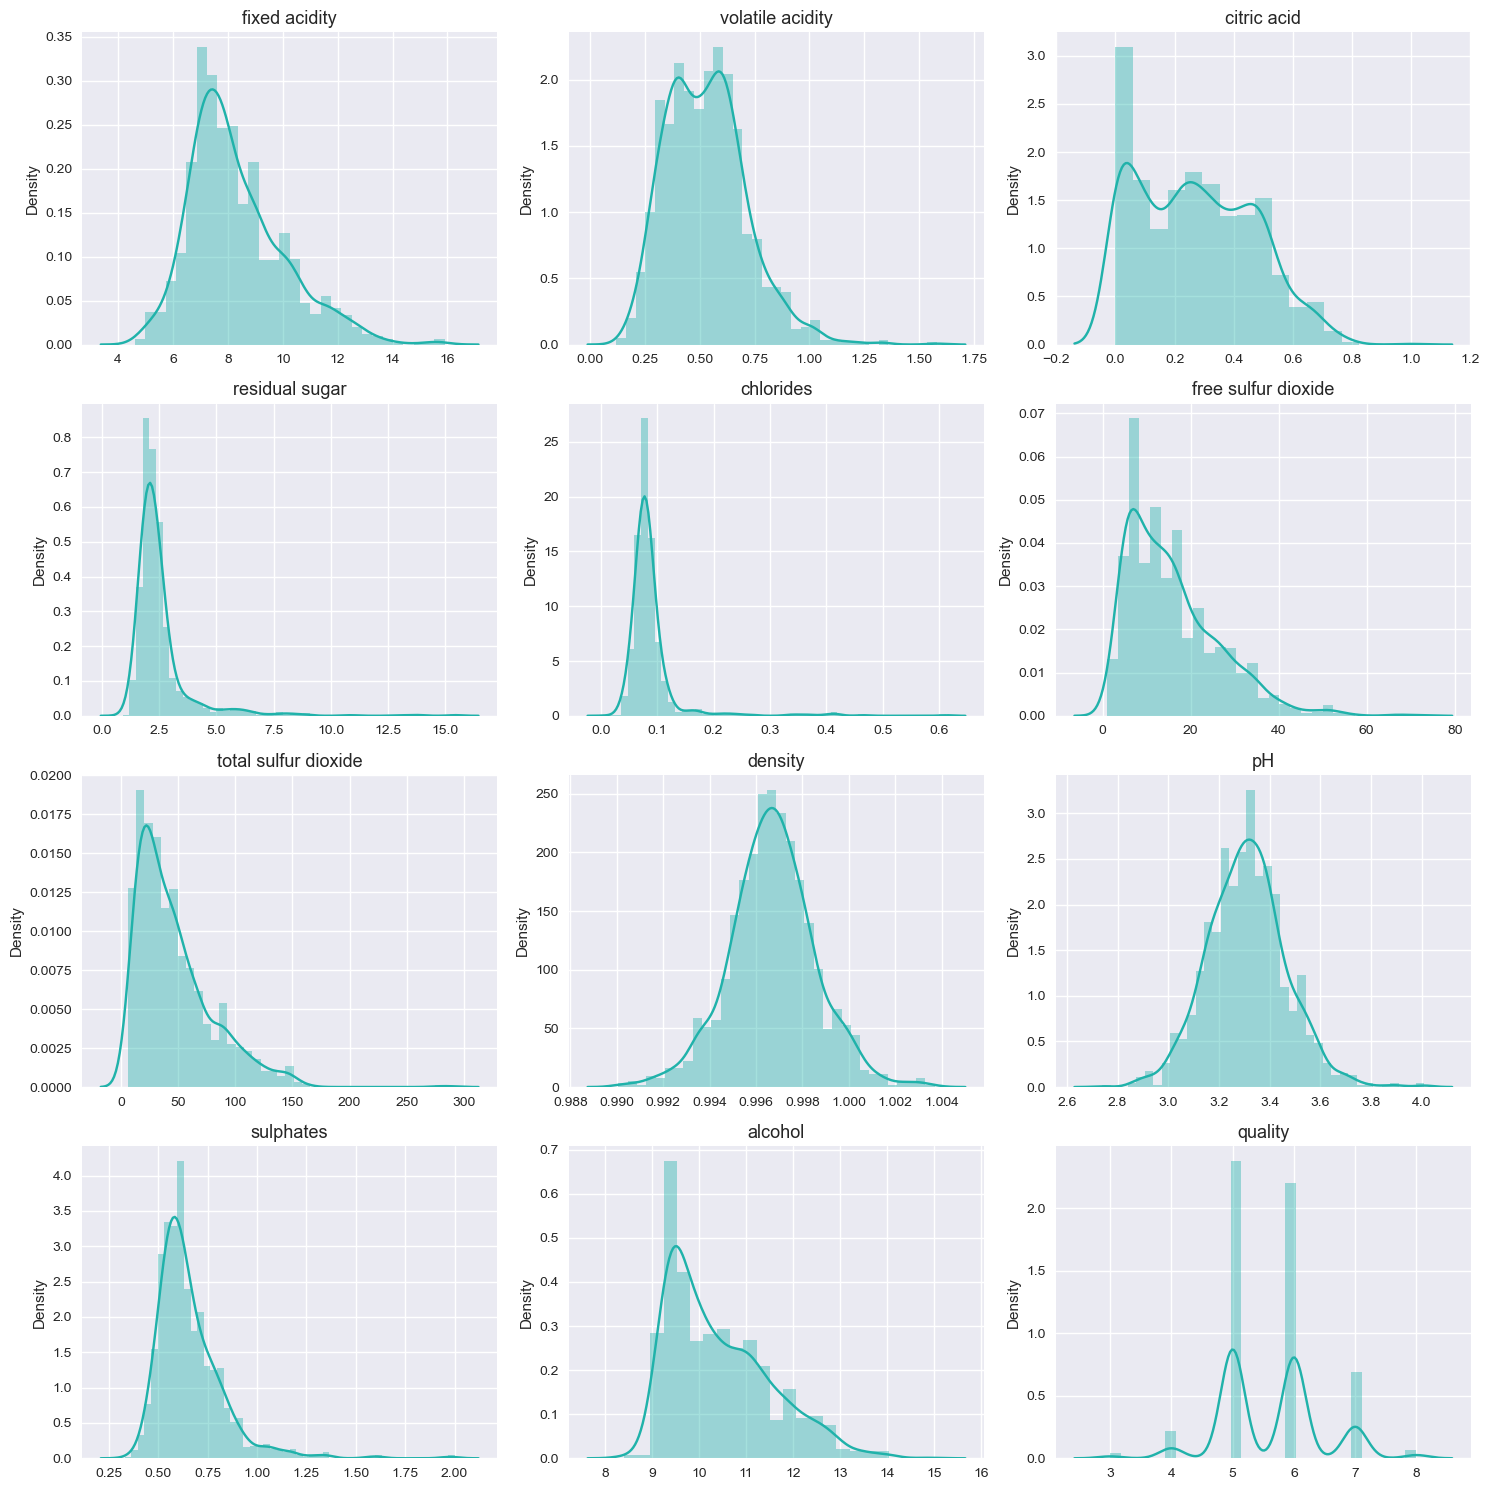 fixed acidity
0.35
0.30
0.25
0.20
0.15
0.10
0.05
0.00
Density
4 6 8 10 12 14 16
volatile acidity
2.0
1.5
1.0
0.5
0.0
Density
0.00 0.25 0.50 0.75 1.00 1.25 1.50 1.75
citric acid
3.0
2.5
2.0
1.5
1.0
0.5
0.0
Density
−0.2 0.0 0.2 0.4 0.6 0.8 1.0 1.2
residual sugar
0.8
0.7
0.6
0.5
0.4
0.3
0.2
0.1
0.0
Density
0.0 2.5 5.0 7.5 10.0 12.5 15.0
chlorides
25
20
15
10
5
0
Density
0.0 0.1 0.2 0.3 0.4 0.5 0.6
free sulfur dioxide
0.07
0.06
0.05
0.04
0.03
0.02
0.01
0.00
Density
0 20 40 60 80
total sulfur dioxide
0.0200
0.0175
0.0150
0.0125
0.0100
0.0075
0.0050
0.0025
0.0000
Density
0 50 100 150 200 250 300
density
250
200
150
100
50
0
Density
0.988 0.990 0.992 0.994 0.996 0.998 1.000 1.002 1.004
pH
3.0
2.5
2.0
1.5
1.0
0.5
0.0
Density
2.6 2.8 3.0 3.2 3.4 3.6 3.8 4.0
sulphates
4.0
3.5
3.0
2.5
2.0
1.5
1.0
0.5
0.0
Density
0.25 0.50 0.75 1.00 1.25 1.50 1.75 2.00
alcohol
0.7
0.6
0.5
0.4
0.3
0.2
0.1
0.0
Density
8 9 10 11 12 13 14 15 16
quality
2.0
1.5
1.0
0.5
0.0
Density
3 4 5 6 7 8